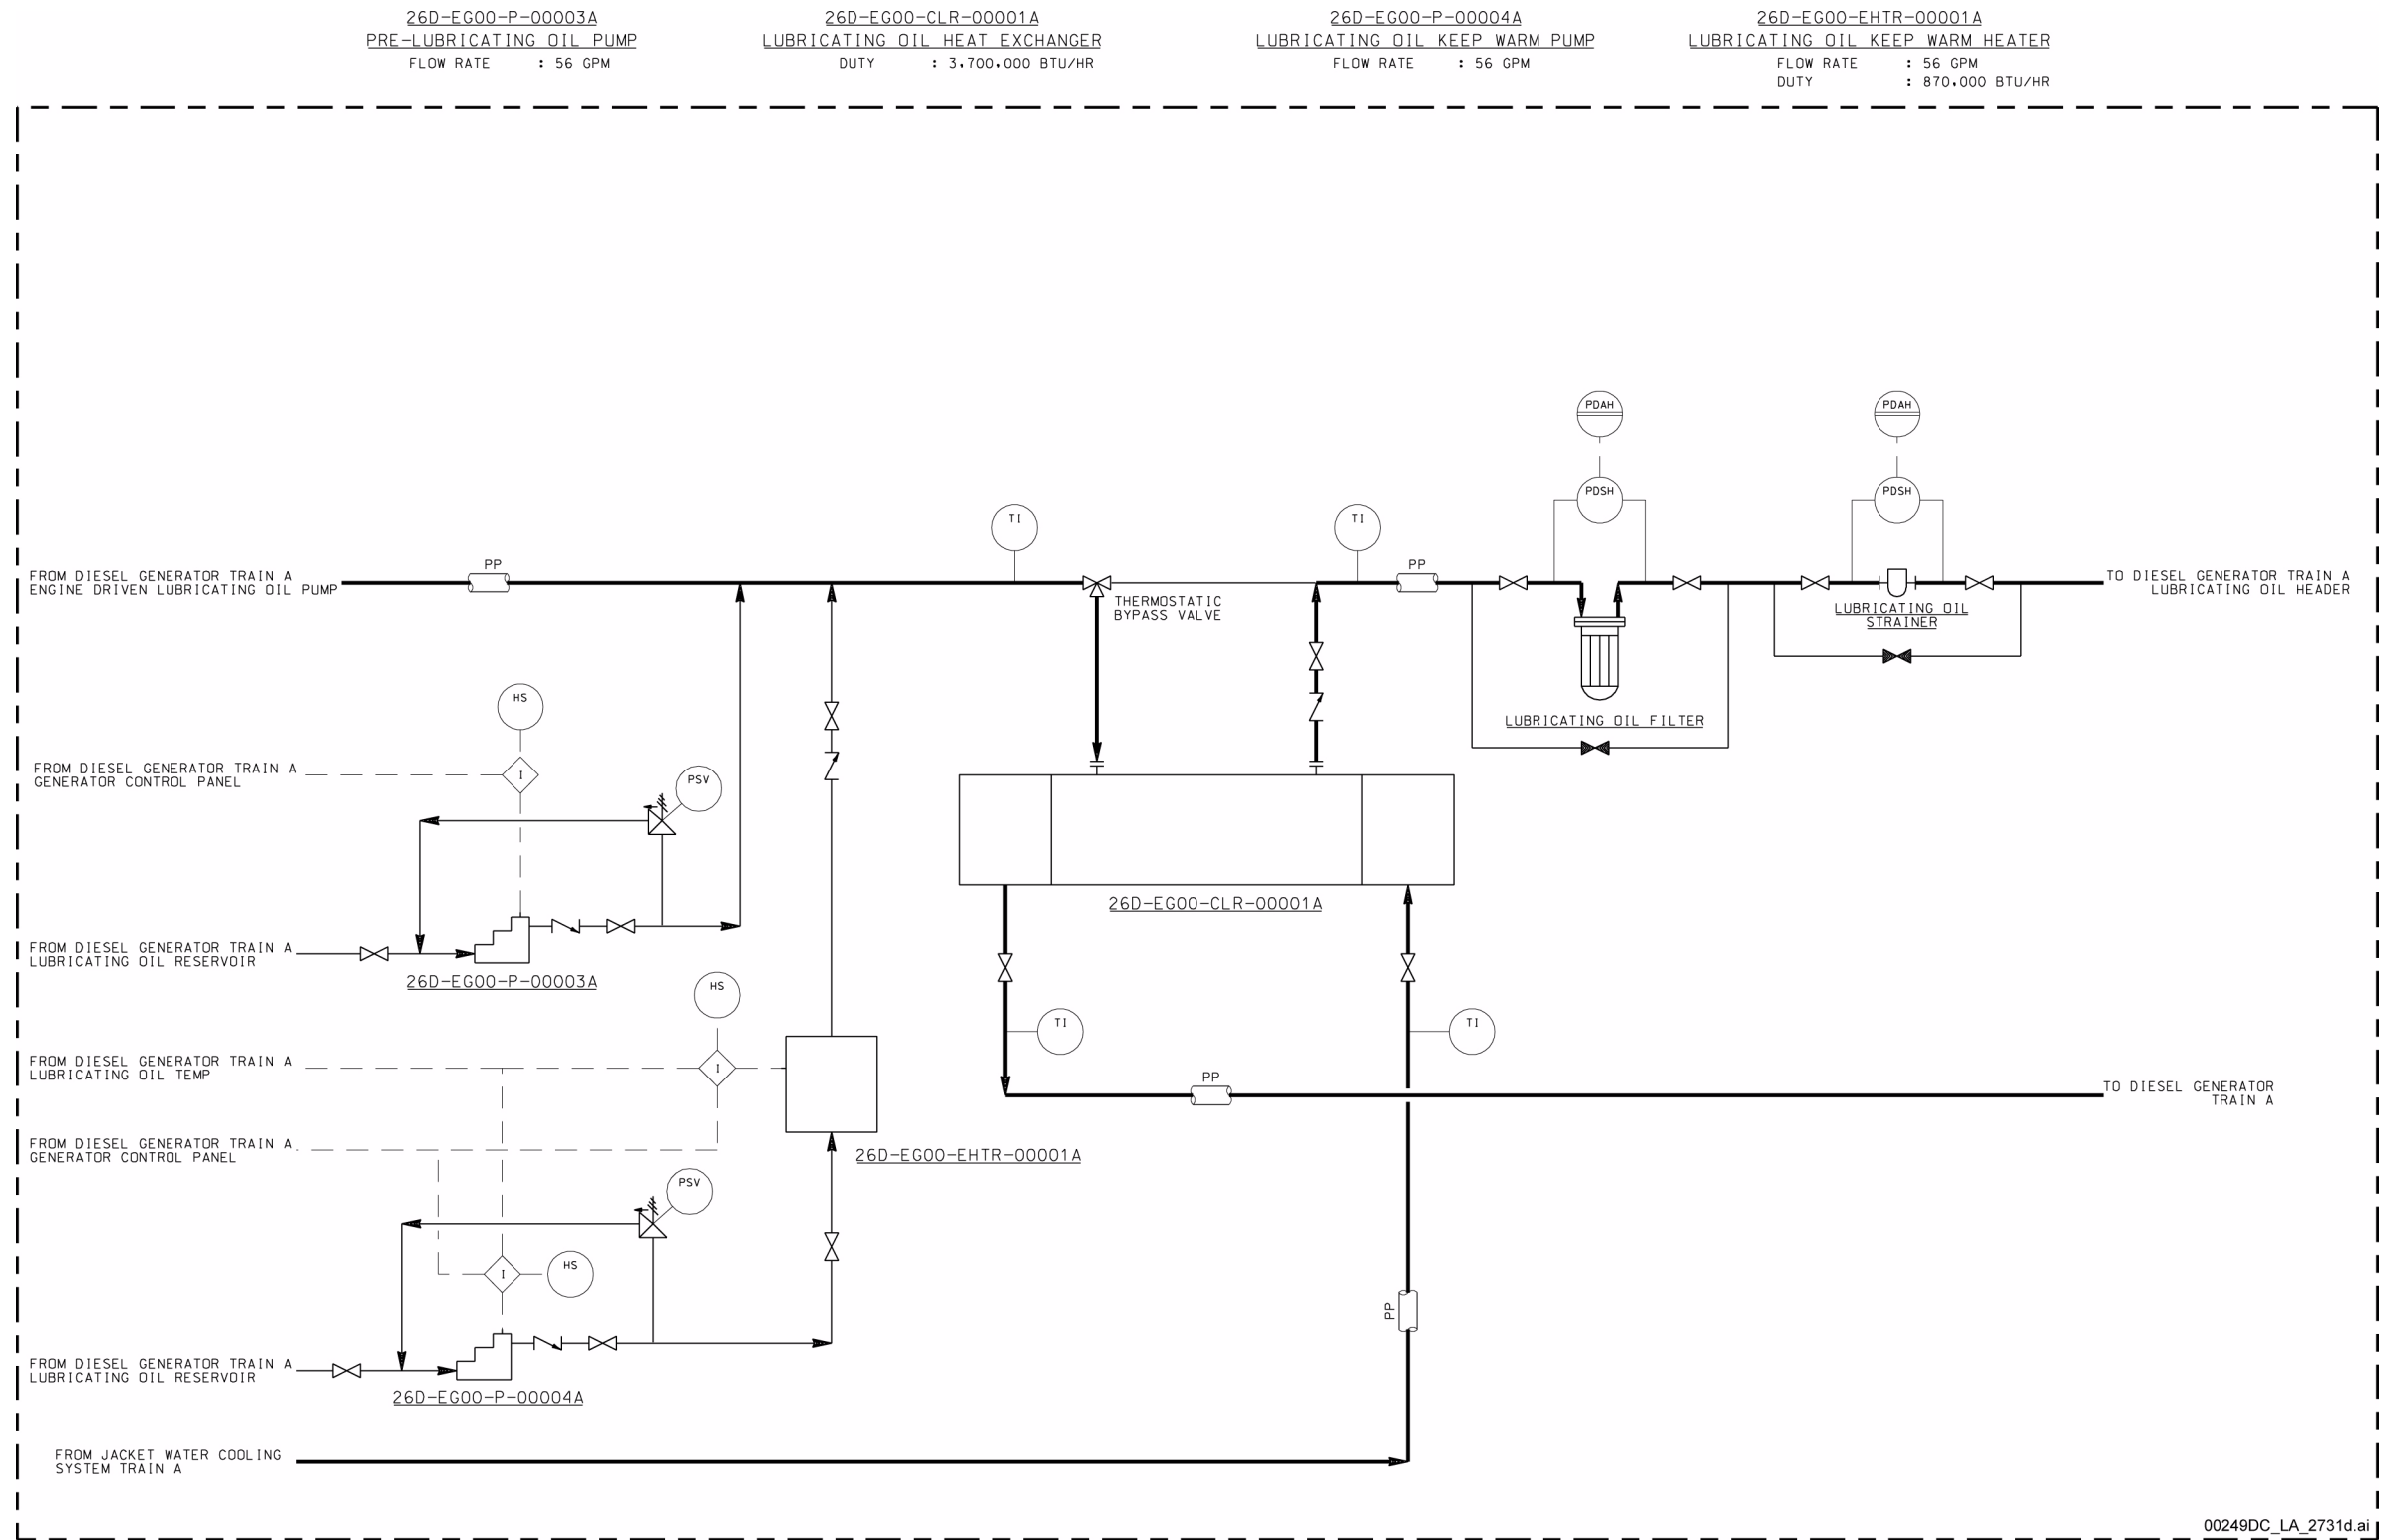 26D-EG00-P-00003A
PRE-LUBRICATING OIL PUMP
FLOW RATE : 56 GPM
26D-EG00-CLR-00001A
LUBRICATING OIL HEAT EXCHANGER
DUTY : 3,700,000 BTU/HR
26D-EG00-P-00004A
LUBRICATING OIL KEEP WARM PUMP
FLOW RATE : 56 GPM
26D-EG00-EHTR-00001A
LUBRICATING OIL KEEP WARM HEATER
FLOW RATE : 56 GPM
DUTY : 870,000 BTU/HR
PDAH
PDAH
PDSH
PDSH
TI
TI
FROM DIESEL GENERATOR TRAIN A
ENGINE DRIVEN LUBRICATING OIL PUMP
PP
PP
TO DIESEL GENERATOR TRAIN A
LUBRICATING OIL HEADER
THERMOSTATIC
BYPASS VALVE
LUBRICATING OIL
STRAINER
LUBRICATING OIL FILTER
HS
FROM DIESEL GENERATOR TRAIN A
GENERATOR CONTROL PANEL
I
PSV
26D-EG00-CLR-00001A
FROM DIESEL GENERATOR TRAIN A
LUBRICATING OIL RESERVOIR
26D-EG00-P-00003A
HS
TI
TI
FROM DIESEL GENERATOR TRAIN A
LUBRICATING OIL TEMP
I
PP
TO DIESEL GENERATOR
TRAIN A
FROM DIESEL GENERATOR TRAIN A
GENERATOR CONTROL PANEL
26D-EG00-EHTR-00001A
PSV
I
HS
PP
FROM DIESEL GENERATOR TRAIN A
LUBRICATING OIL RESERVOIR
26D-EG00-P-00004A
FROM JACKET WATER COOLING
SYSTEM TRAIN A
00249DC_LA_2731d.ai